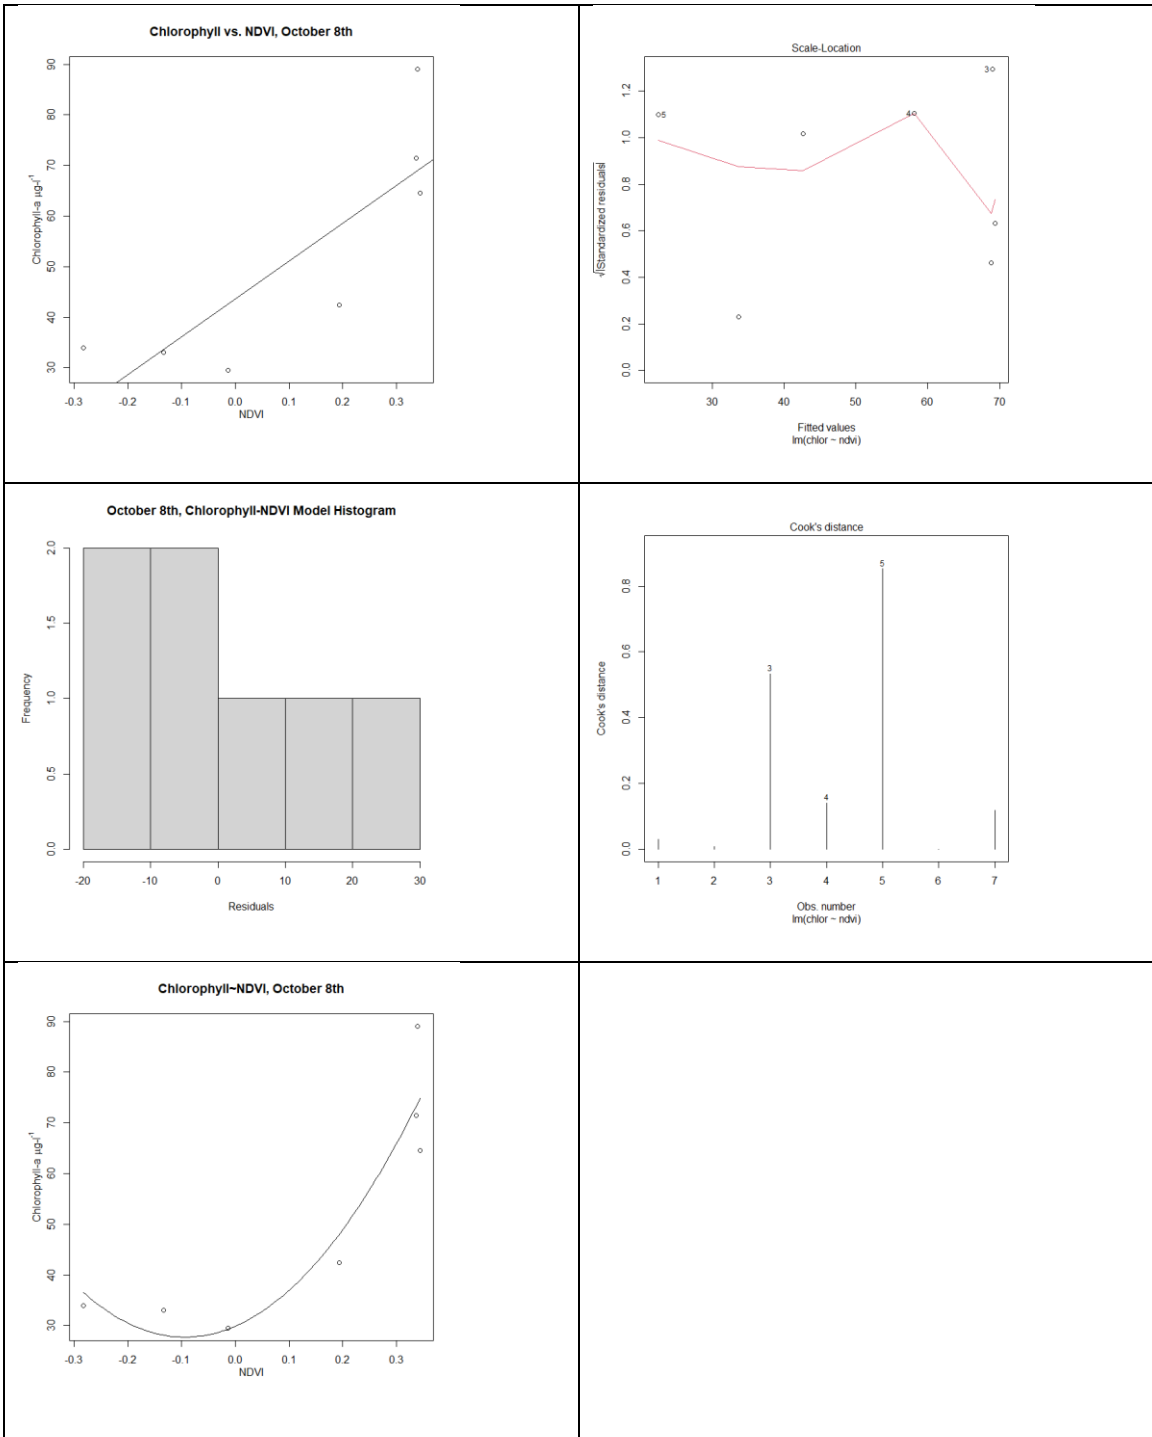 Chlorophyll vs. NDVI, October 8th
Chlorophyll-a µg-l⁻¹
90
80
70
60
50
40
30
-0.3 -0.2 -0.1 0.0 0.1 0.2 0.3
NDVI
Scale-Location
√|Standardized residuals|
1.2
1.0
0.8
0.6
0.4
0.2
0.0
3
4
5
30 40 50 60 70
Fitted values
lm(chlor ~ ndvi)
October 8th, Chlorophyll-NDVI Model Histogram
Frequency
2.0
1.5
1.0
0.5
0.0
-20 -10 0 10 20 30
Residuals
Cook's distance
Cook's distance
0.8
0.6
0.4
0.2
0.0
5
3
4
1 2 3 4 5 6 7
Obs. number
lm(chlor ~ ndvi)
Chlorophyll~NDVI, October 8th
Chlorophyll-a µg-l⁻¹
90
80
70
60
50
40
30
-0.3 -0.2 -0.1 0.0 0.1 0.2 0.3
NDVI